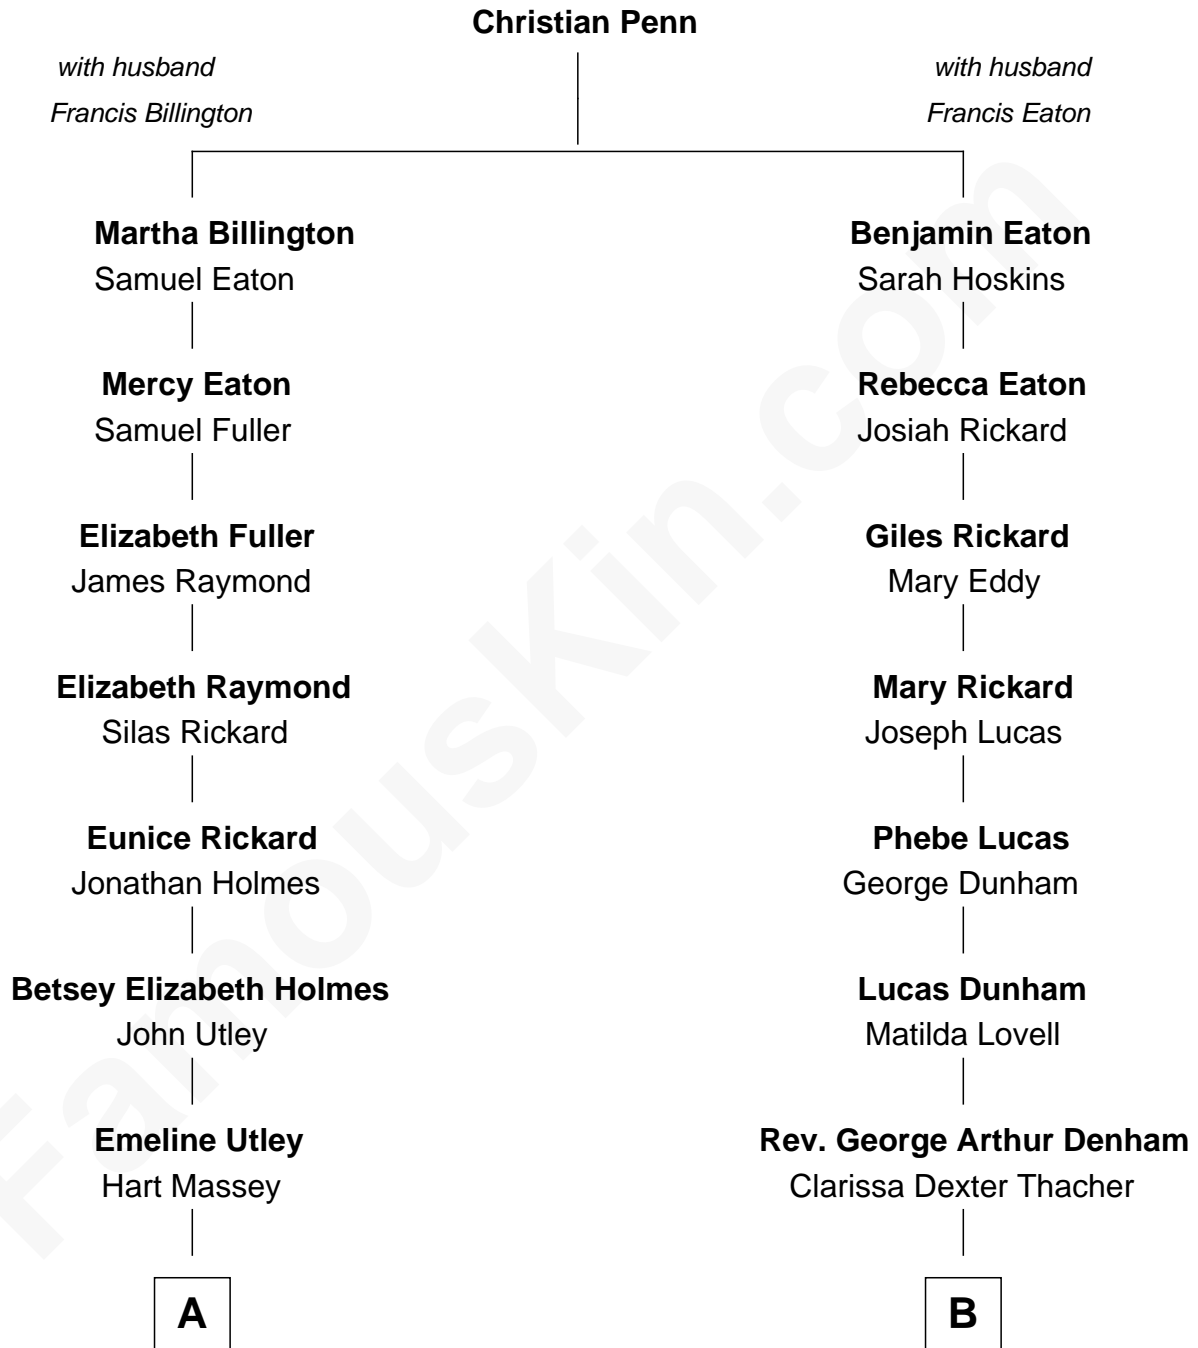 Christian Penn
with husband
Francis Billington
with husband
Francis Eaton
Martha Billington
Samuel Eaton
Benjamin Eaton
Sarah Hoskins
Mercy Eaton
Samuel Fuller
Rebecca Eaton
Josiah Rickard
Elizabeth Fuller
James Raymond
Giles Rickard
Mary Eddy
Elizabeth Raymond
Silas Rickard
Mary Rickard
Joseph Lucas
Eunice Rickard
Jonathan Holmes
Phebe Lucas
George Dunham
Betsey Elizabeth Holmes
John Utley
Lucas Dunham
Matilda Lovell
Emeline Utley
Hart Massey
Rev. George Arthur Denham
Clarissa Dexter Thacher
A
B
FamousKin.com